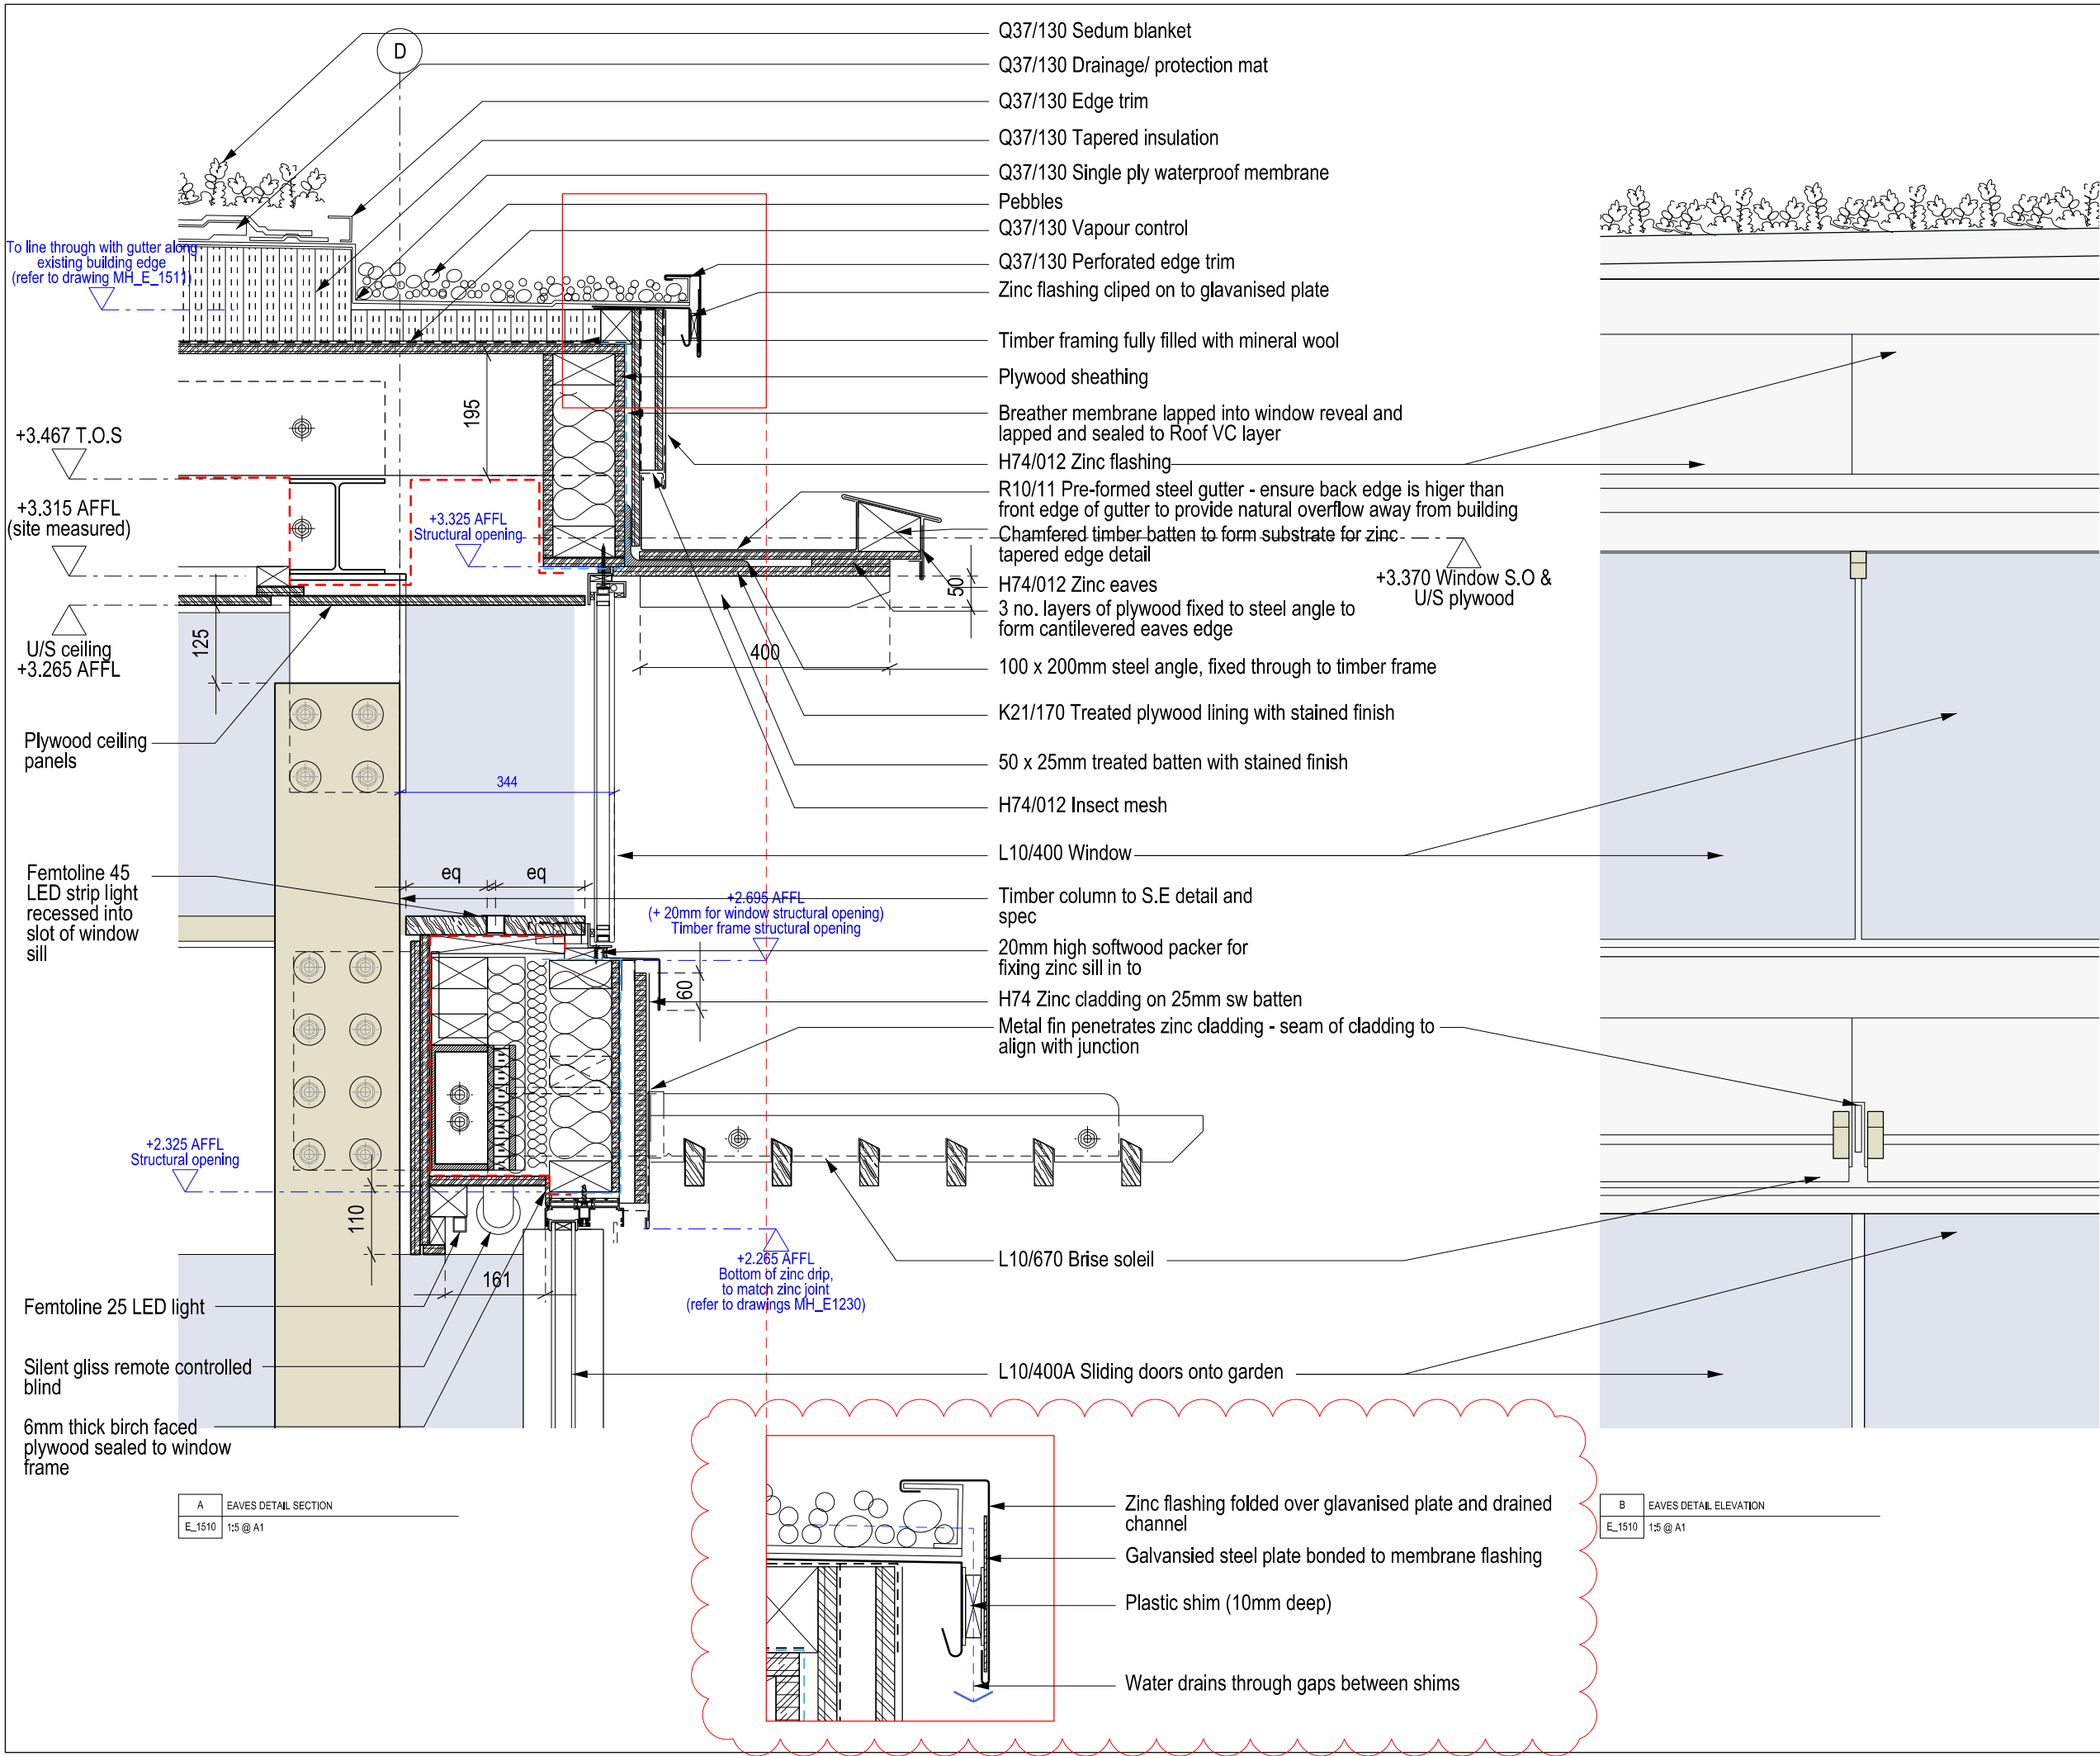 Q37/130 Sedum blanket
D
Q37/130 Drainage/ protection mat
Q37/130 Edge trim
Q37/130 Tapered insulation
Q37/130 Single ply waterproof membrane
Pebbles
Q37/130 Vapour control
Q37/130 Perforated edge trim
Zinc flashing cliped on to glavanised plate
Timber framing fully filled with mineral wool
Plywood sheathing
Breather membrane lapped into window reveal and
lapped and sealed to Roof VC layer
H74/012 Zinc flashing
R10/11 Pre-formed steel gutter - ensure back edge is higer than
front edge of gutter to provide natural overflow away from building
Chamfered timber batten to form substrate for zinc
tapered edge detail
H74/012 Zinc eaves
3 no. layers of plywood fixed to steel angle to
form cantilevered eaves edge
100 x 200mm steel angle, fixed through to timber frame
K21/170 Treated plywood lining with stained finish
50 x 25mm treated batten with stained finish
H74/012 Insect mesh
L10/400 Window
Timber column to S.E detail and
spec
20mm high softwood packer for
fixing zinc sill in to
H74 Zinc cladding on 25mm sw batten
Metal fin penetrates zinc cladding - seam of cladding to
align with junction
L10/670 Brise soleil
L10/400A Sliding doors onto garden
To line through with gutter along
existing building edge
(refer to drawing MH_E_1511)
+3.467 T.O.S
+3.315 AFFL
(site measured)
U/S ceiling
+3.265 AFFL
Plywood ceiling
panels
Femtoline 45
LED strip light
recessed into
slot of window
sill
+2.325 AFFL
Structural opening
Femtoline 25 LED light
Silent gliss remote controlled
blind
6mm thick birch faced
plywood sealed to window
frame
195
+3.325 AFFL
Structural opening
125
344
eq
eq
400
50
+3.370 Window S.O &
U/S plywood
+2.695 AFFL
(+ 20mm for window structural opening)
Timber frame structural opening
60
110
161
+2.265 AFFL
Bottom of zinc drip,
to match zinc joint
(refer to drawings MH_E1230)
Zinc flashing folded over glavanised plate and drained
channel
Galvansied steel plate bonded to membrane flashing
Plastic shim (10mm deep)
Water drains through gaps between shims
A
EAVES DETAIL SECTION
E_1510
1:5 @ A1
B
EAVES DETAIL ELEVATION
E_1510
1:5 @ A1